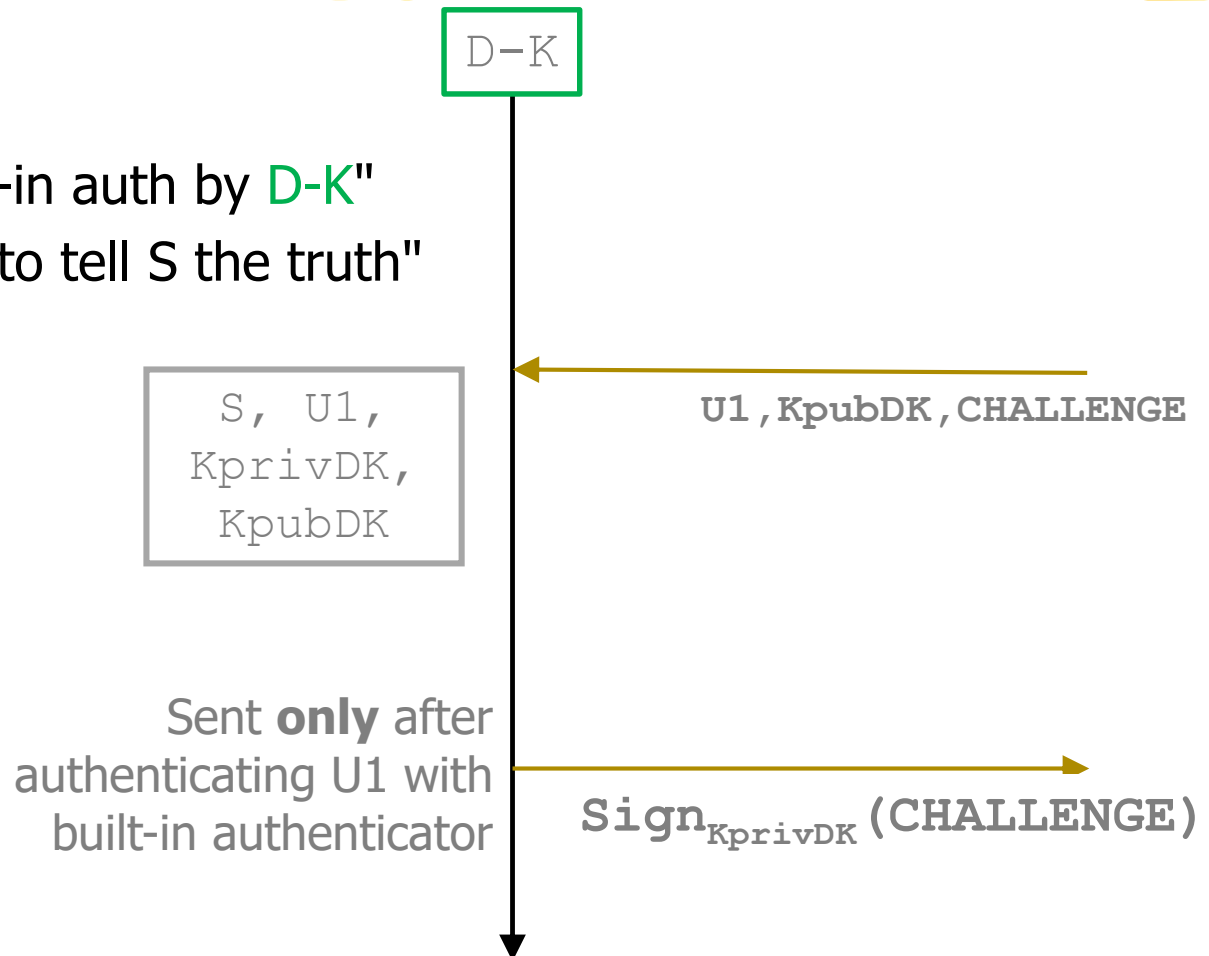 D-K
-in auth by D-K"
to tell S the truth"
U1,KpubDK,CHALLENGE
S, U1,
KprivDK,
KpubDK
Sent only after
authenticating U1 with
built-in authenticator
Sign_KprivDK(CHALLENGE)